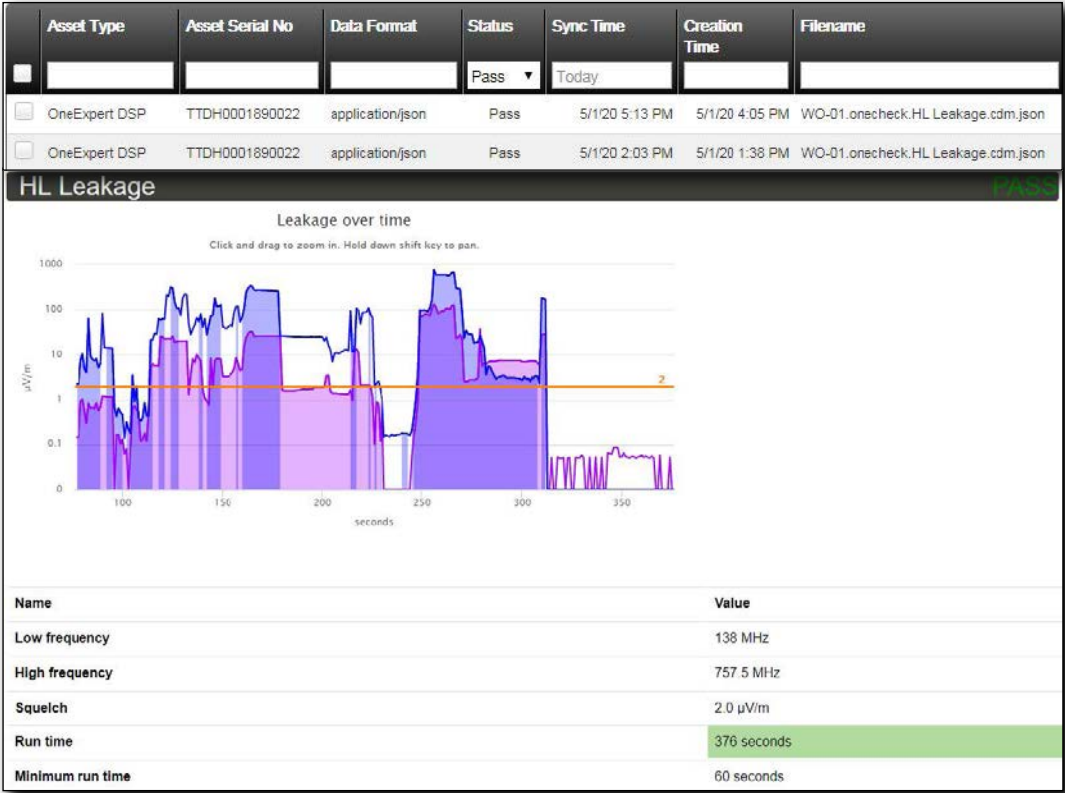 Asset Type Asset Serial No Data Format Status Sync Time Creation Time Filename
Pass ▼ Today
OneExpert DSP TTDH0001890022 application/json Pass 5/1/20 5:13 PM 5/1/20 4:05 PM WO-01.onecheck.HL Leakage.cdm.json
OneExpert DSP TTDH0001890022 application/json Pass 5/1/20 2:03 PM 5/1/20 1:38 PM WO-01.onecheck.HL Leakage.cdm.json
HL Leakage PASS
Leakage over time
Click and drag to zoom in. Hold down shift key to pan.
1000
100
10
1
0.1
0
µV/m
2
100 150 200 250 300 350
seconds
Name Value
Low frequency 138 MHz
High frequency 757.5 MHz
Squelch 2.0 µV/m
Run time 376 seconds
Minimum run time 60 seconds